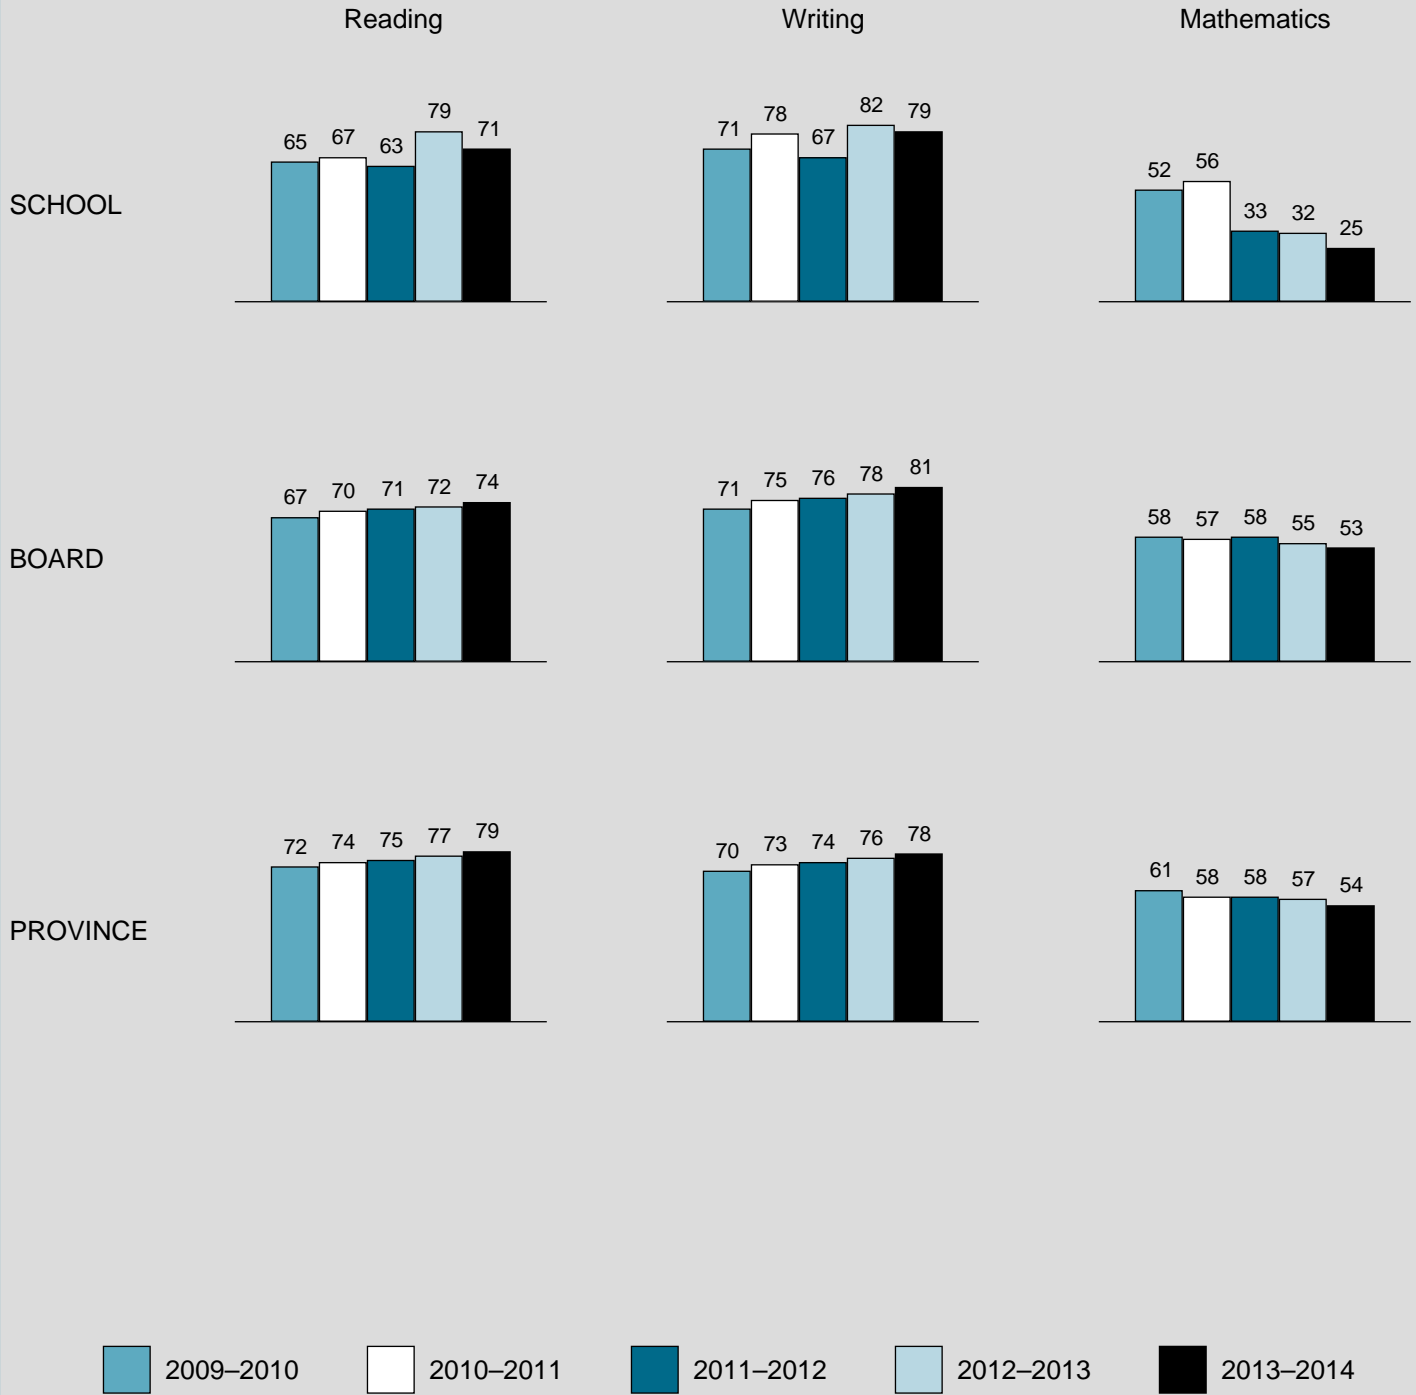 Reading Writing Mathematics
65 67 63 79 71
71 78 67 82 79
52 56 33 32 25
SCHOOL
67 70 71 72 74
71 75 76 78 81
58 57 58 55 53
BOARD
72 74 75 77 79
70 73 74 76 78
61 58 58 57 54
PROVINCE
2009–2010 2010–2011 2011–2012 2012–2013 2013–2014